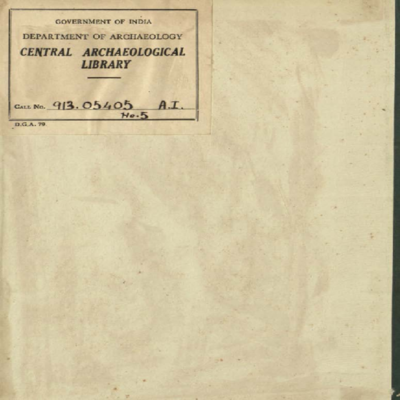 GOVERNMENT OF INDIA
DEPARTMENT OF ARCHAEOLOGY
CENTRAL ARCHAEOLOGICAL
LIBRARY
CALL No. 913.05405 A.I.
No-5
D.G.A. 79